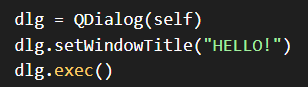 dlg = QDialog(self)
dlg.setWindowTitle("HELLO!")
dlg.exec()